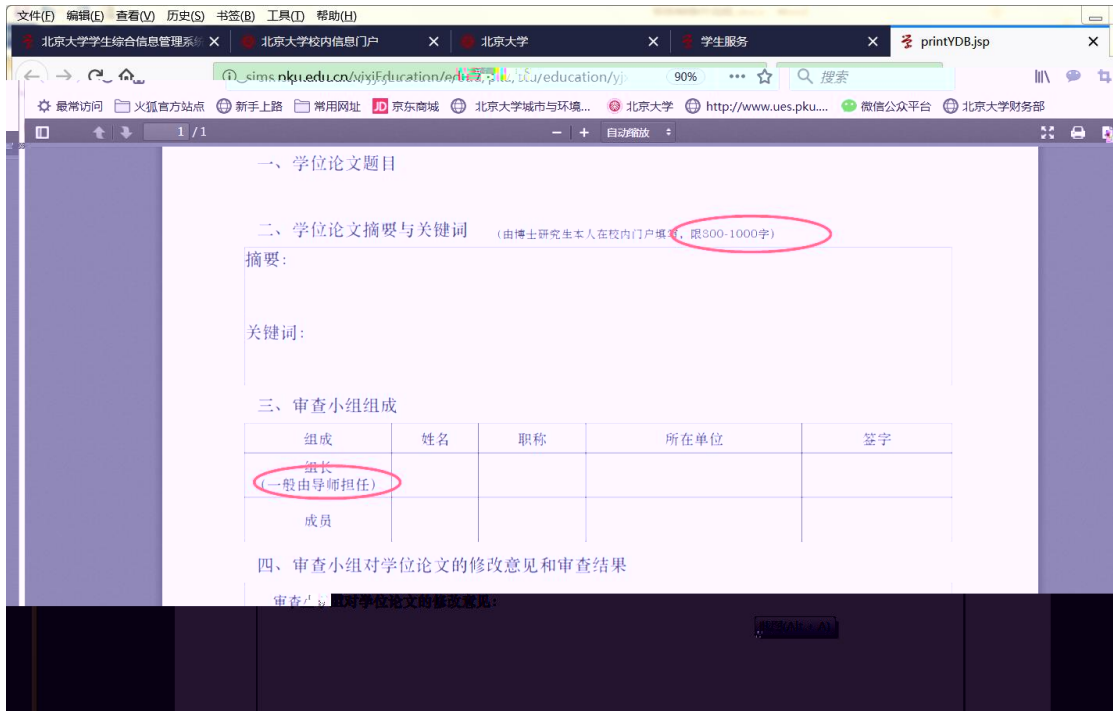 文件(F) 编辑(E) 查看(V) 历史(S) 书签(B) 工具(T) 帮助(H)
北京大学学生综合信息管理系统 北京大学校内信息门户 北京大学 学生服务 printYDB.jsp
90% 搜索
最常访问 火狐官方站点 新手上路 常用网址 JD 京东商城 北京大学城市与环境... 北京大学 http://www.ues.pku.... 微信公众平台 北京大学财务部
1 / 1 自动缩放
一、学位论文题目
二、学位论文摘要与关键词 (由博士研究生本人在校内门户填写，限800-1000字)
摘要:
关键词:
三、审查小组组成
组成 姓名 职称 所在单位 签字
组长
(一般由导师担任)
成员
四、审查小组对学位论文的修改意见和审查结果
审查小组对学位论文的修改意见: